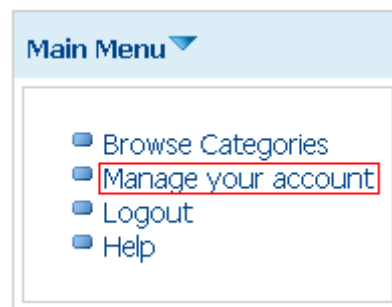 Main Menu
Browse Categories
Manage your account
Logout
Help